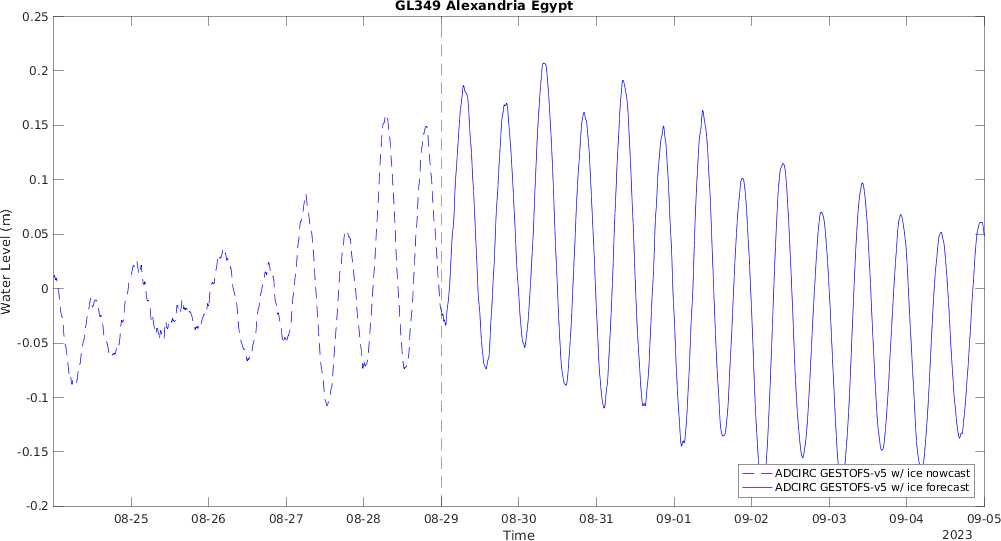 GL349 Alexandria Egypt
0.25
0.2
0.15
0.1
0.05
0
-0.05
-0.1
-0.15
-0.2
Water Level (m)
ADCIRC GESTOFS-v5 w/ ice nowcast
ADCIRC GESTOFS-v5 w/ ice forecast
08-25 08-26 08-27 08-28 08-29 08-30 08-31 09-01 09-02 09-03 09-04 09-05
Time
2023